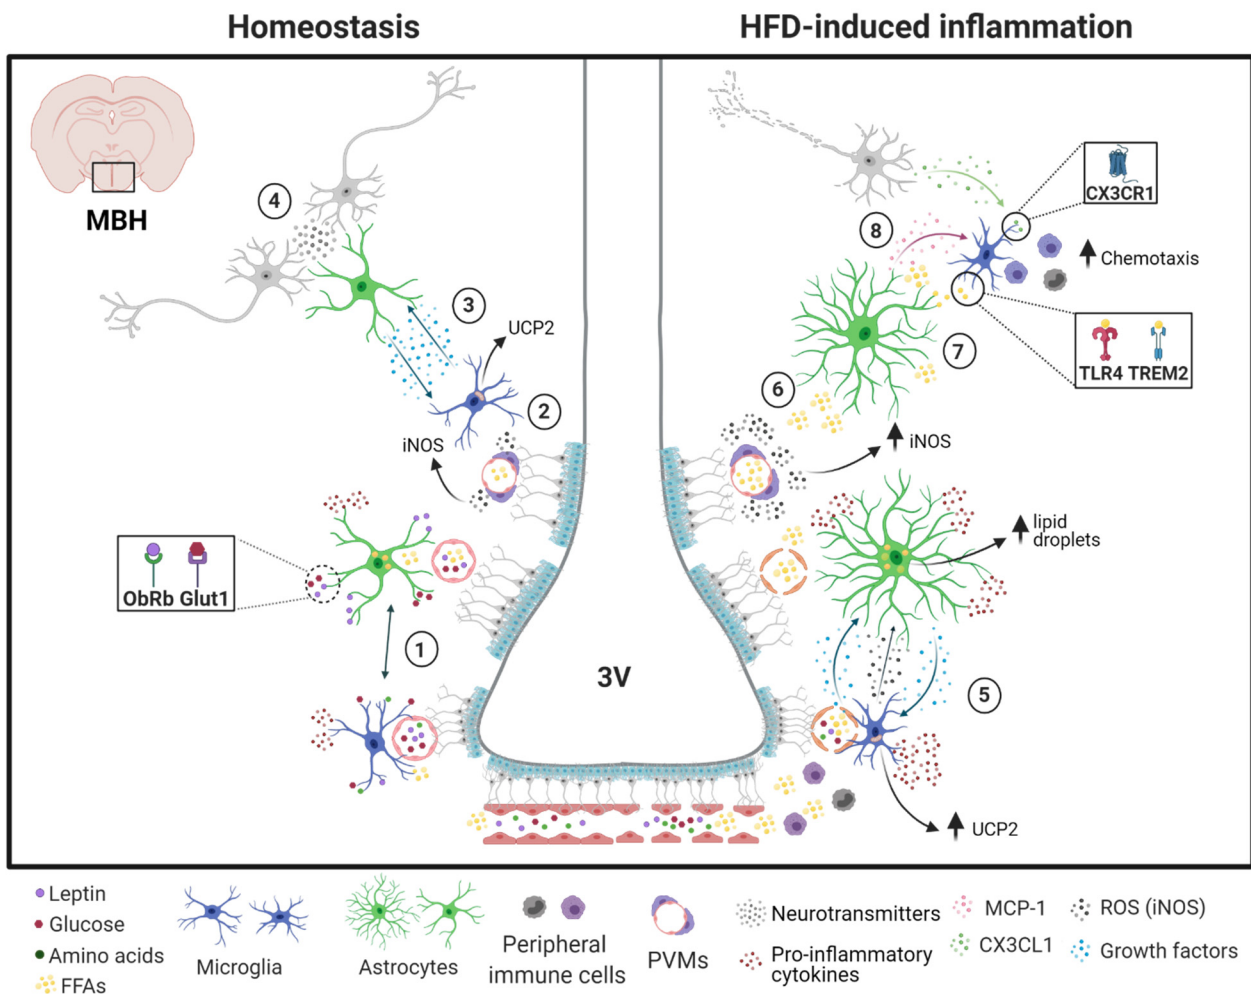 Homeostasis
HFD-induced inflammation
MBH
4
3
UCP2
2
iNOS
ObRb Glut1
1
3V
CX3CR1
8
Chemotaxis
7
TLR4 TREM2
6
iNOS
lipid
droplets
5
UCP2
Leptin
Glucose
Amino acids
FFAs
Microglia
Astrocytes
Peripheral
immune cells
PVMs
Neurotransmitters
Pro-inflammatory
cytokines
MCP-1
CX3CL1
ROS (iNOS)
Growth factors